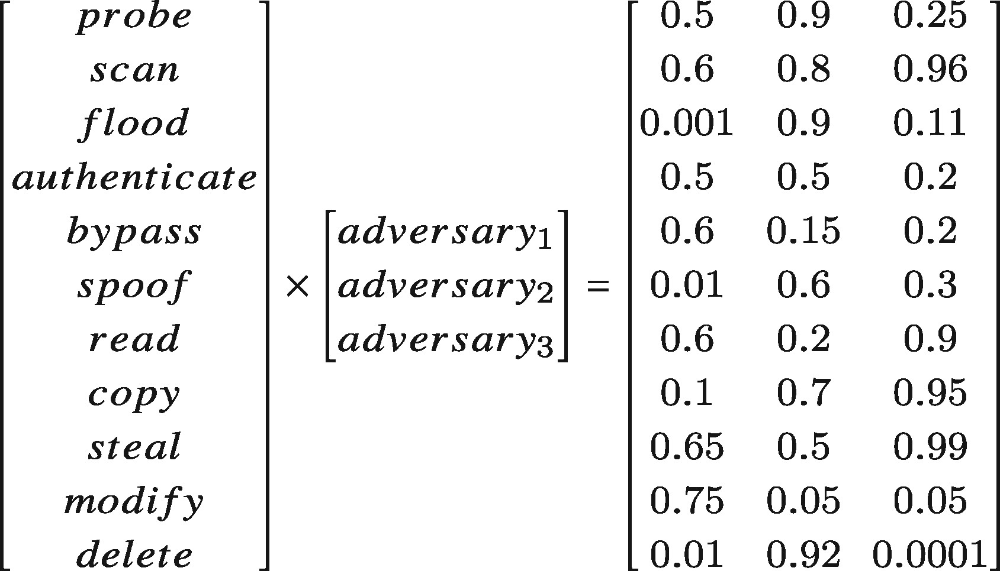 probe 0.5 0.9 0.25
scan 0.6 0.8 0.96
flood 0.001 0.9 0.11
authenticate 0.5 0.5 0.2
bypass adversary₁ 0.6 0.15 0.2
spoof × adversary₂ = 0.01 0.6 0.3
read adversary₃ 0.6 0.2 0.9
copy 0.1 0.7 0.95
steal 0.65 0.5 0.99
modify 0.75 0.05 0.05
delete 0.01 0.92 0.0001